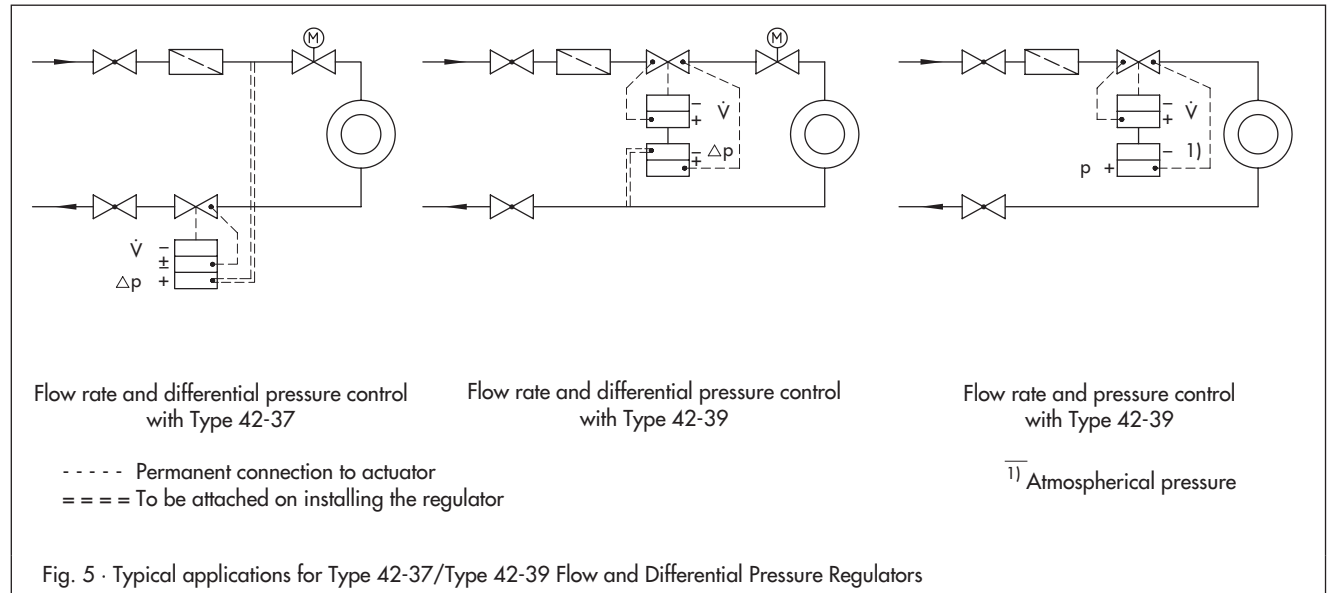 M
M
V̇ −
±
Δp +
−
+ V̇
− Δp
+
−
+ V̇
− 1)
p +
Flow rate and differential pressure control
with Type 42-37
Flow rate and differential pressure control
with Type 42-39
Flow rate and pressure control
with Type 42-39
- - - - - Permanent connection to actuator
= = = = To be attached on installing the regulator
1) Atmospherical pressure
Fig. 5 · Typical applications for Type 42-37/Type 42-39 Flow and Differential Pressure Regulators